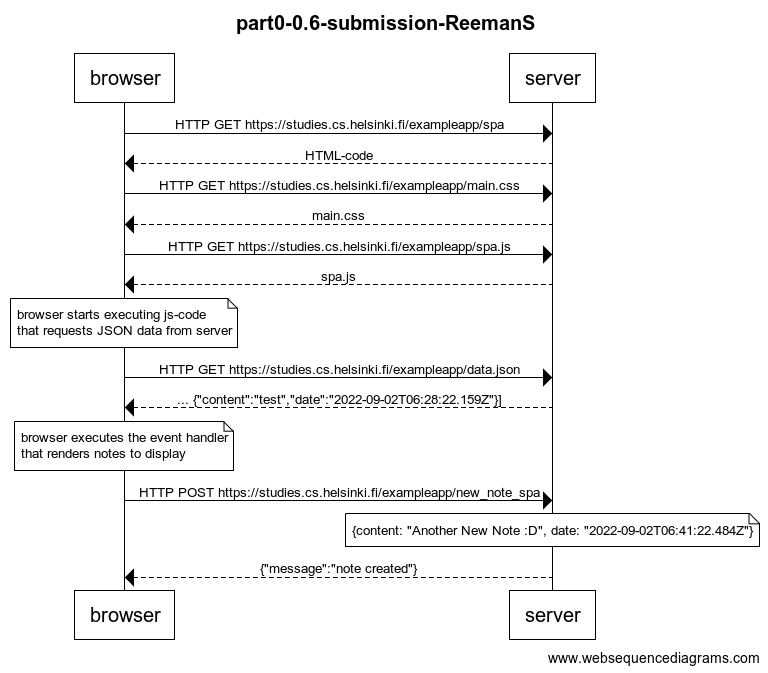 part0-0.6-submission-ReemanS
browser
server
HTTP GET https://studies.cs.helsinki.fi/exampleapp/spa
HTML-code
HTTP GET https://studies.cs.helsinki.fi/exampleapp/main.css
main.css
HTTP GET https://studies.cs.helsinki.fi/exampleapp/spa.js
spa.js
browser starts executing js-code
that requests JSON data from server
HTTP GET https://studies.cs.helsinki.fi/exampleapp/data.json
... {"content":"test","date":"2022-09-02T06:28:22.159Z"}]
browser executes the event handler
that renders notes to display
HTTP POST https://studies.cs.helsinki.fi/exampleapp/new_note_spa
{content: "Another New Note :D", date: "2022-09-02T06:41:22.484Z"}
{"message":"note created"}
browser
server
www.websequencediagrams.com